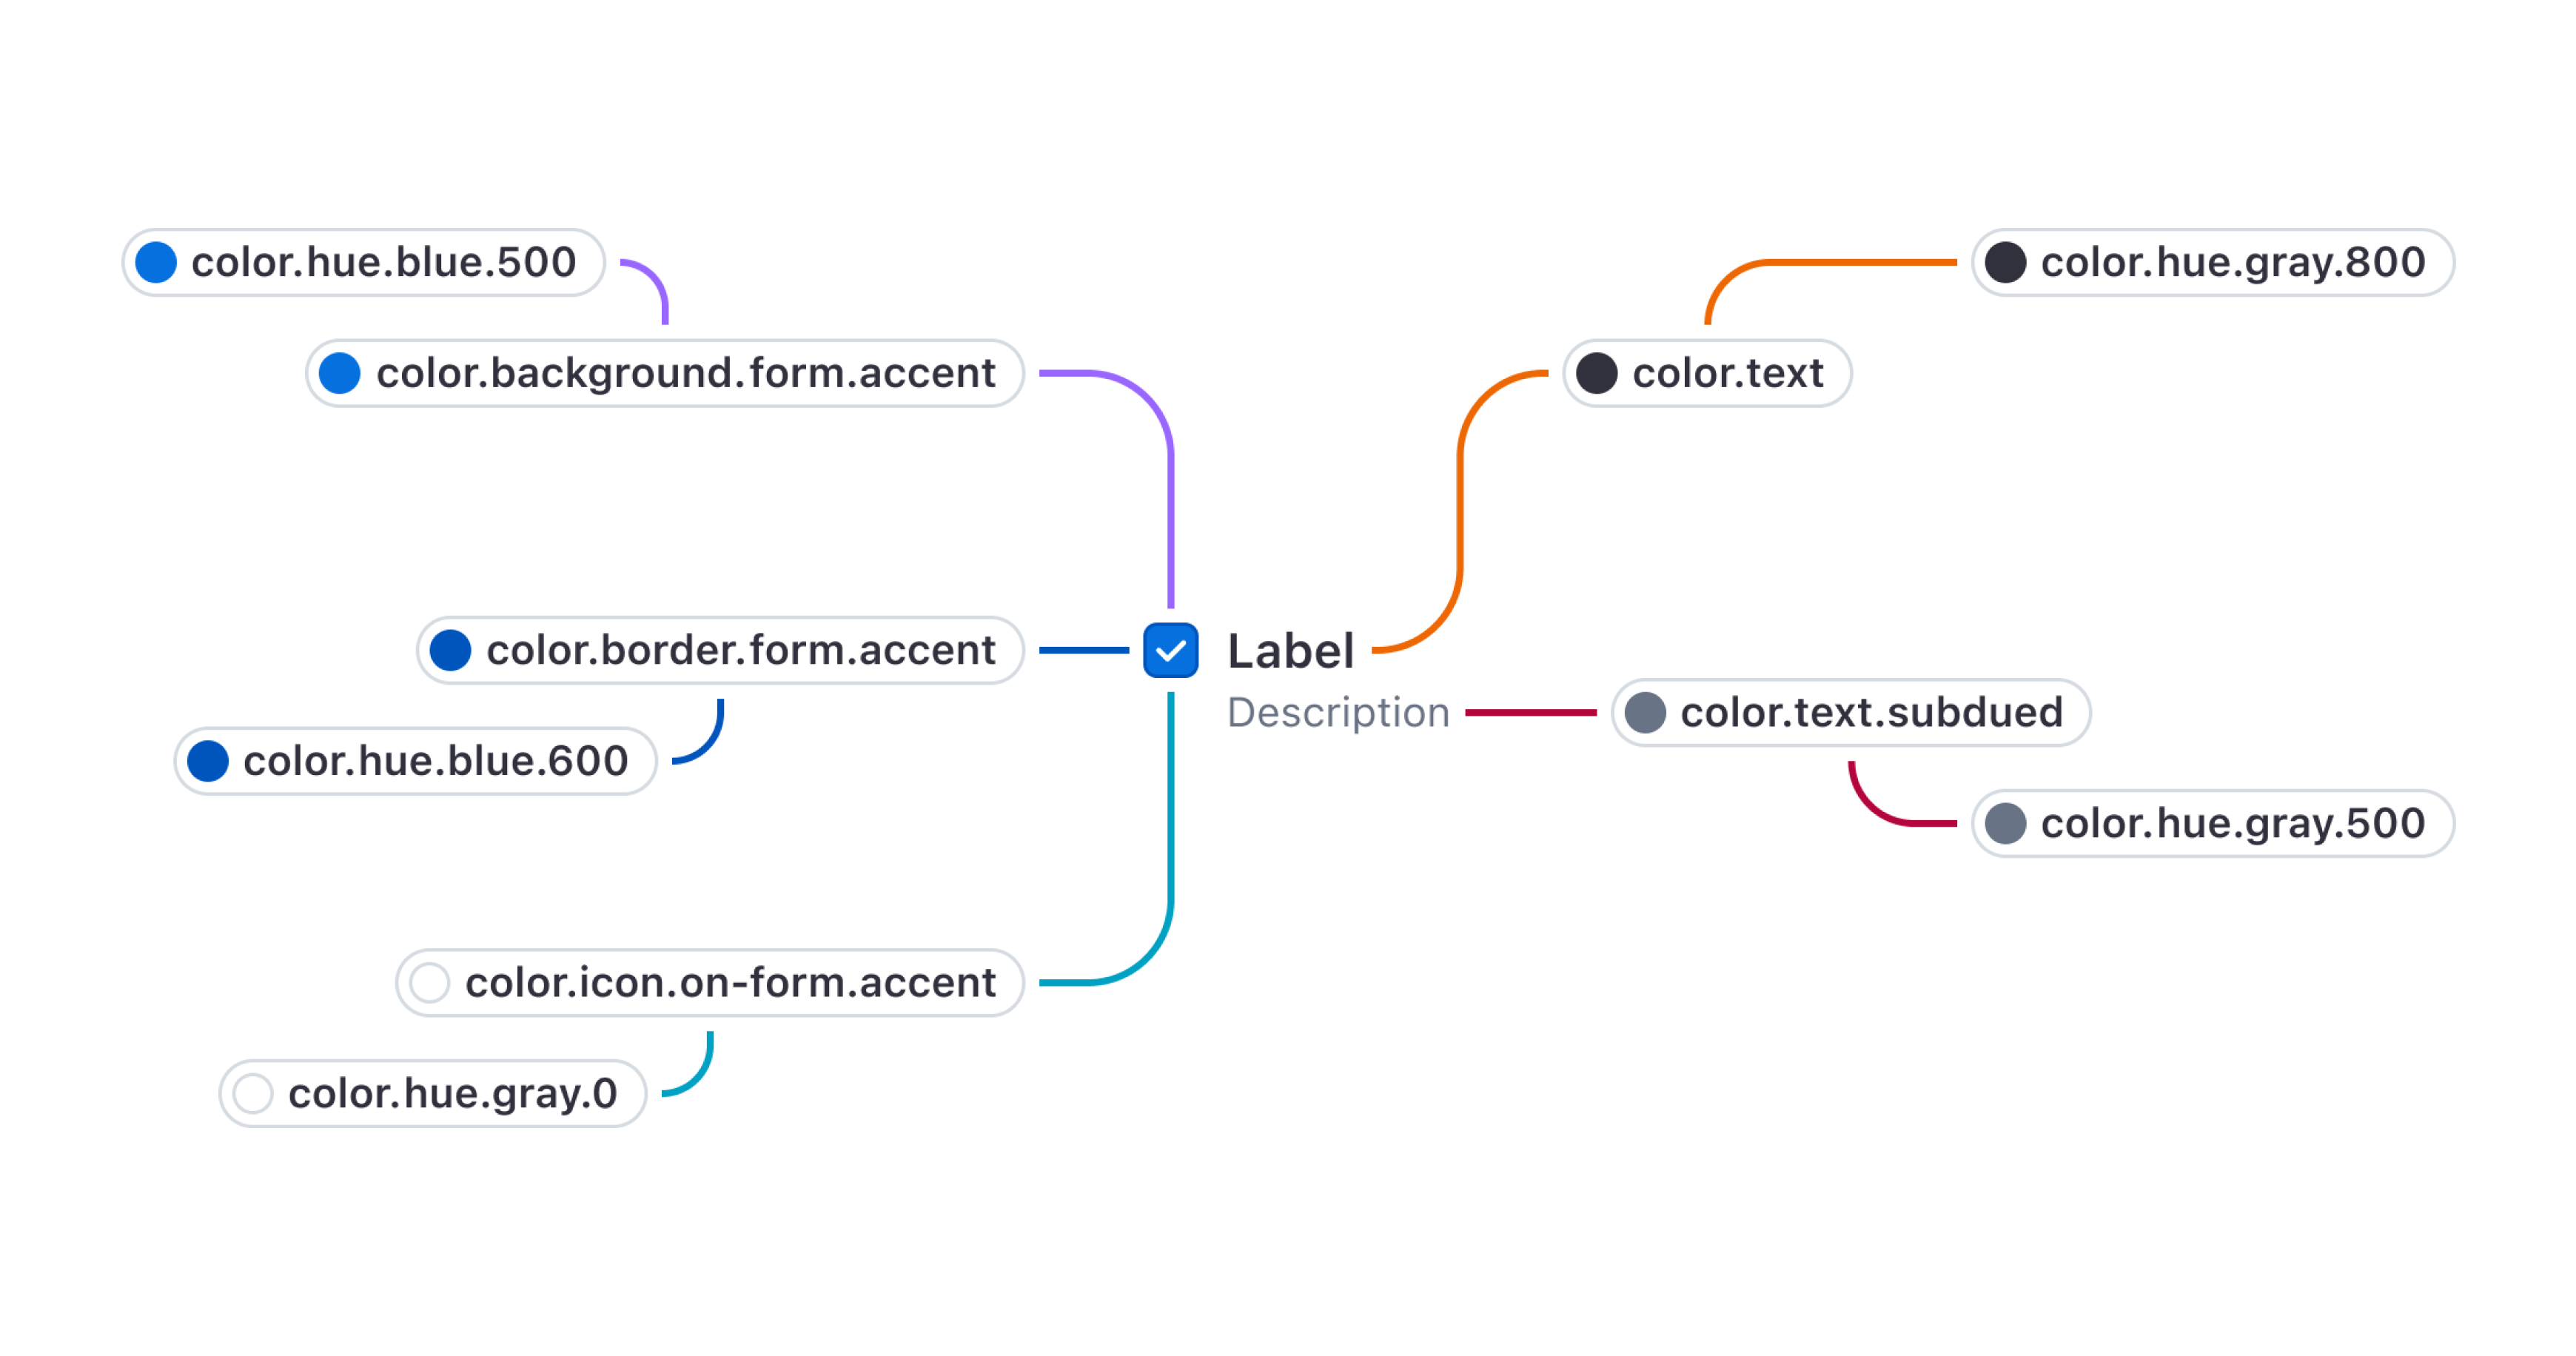 color.hue.blue.500
color.hue.gray.800
color.background.form.accent
color.text
color.border.form.accent
Label
Description
color.text.subdued
color.hue.blue.600
color.hue.gray.500
color.icon.on-form.accent
color.hue.gray.0